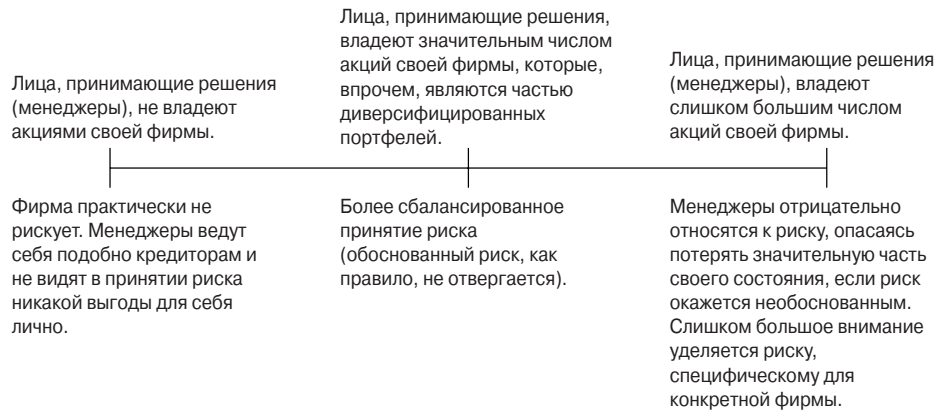 Лица, принимающие решения
(менеджеры), не владеют
акциями своей фирмы.
Лица, принимающие решения,
владеют значительным числом
акций своей фирмы, которые,
впрочем, являются частью
диверсифицированных
портфелей.
Лица, принимающие решения
(менеджеры), владеют
слишком большим числом
акций своей фирмы.
Фирма практически не
рискует. Менеджеры ведут
себя подобно кредиторам и
не видят в принятии риска
никакой выгоды для себя
лично.
Более сбалансированное
принятие риска
(обоснованный риск, как
правило, не отвергается).
Менеджеры отрицательно
относятся к риску, опасаясь
потерять значительную часть
своего состояния, если риск
окажется необоснованным.
Слишком большое внимание
уделяется риску,
специфическому для
конкретной фирмы.